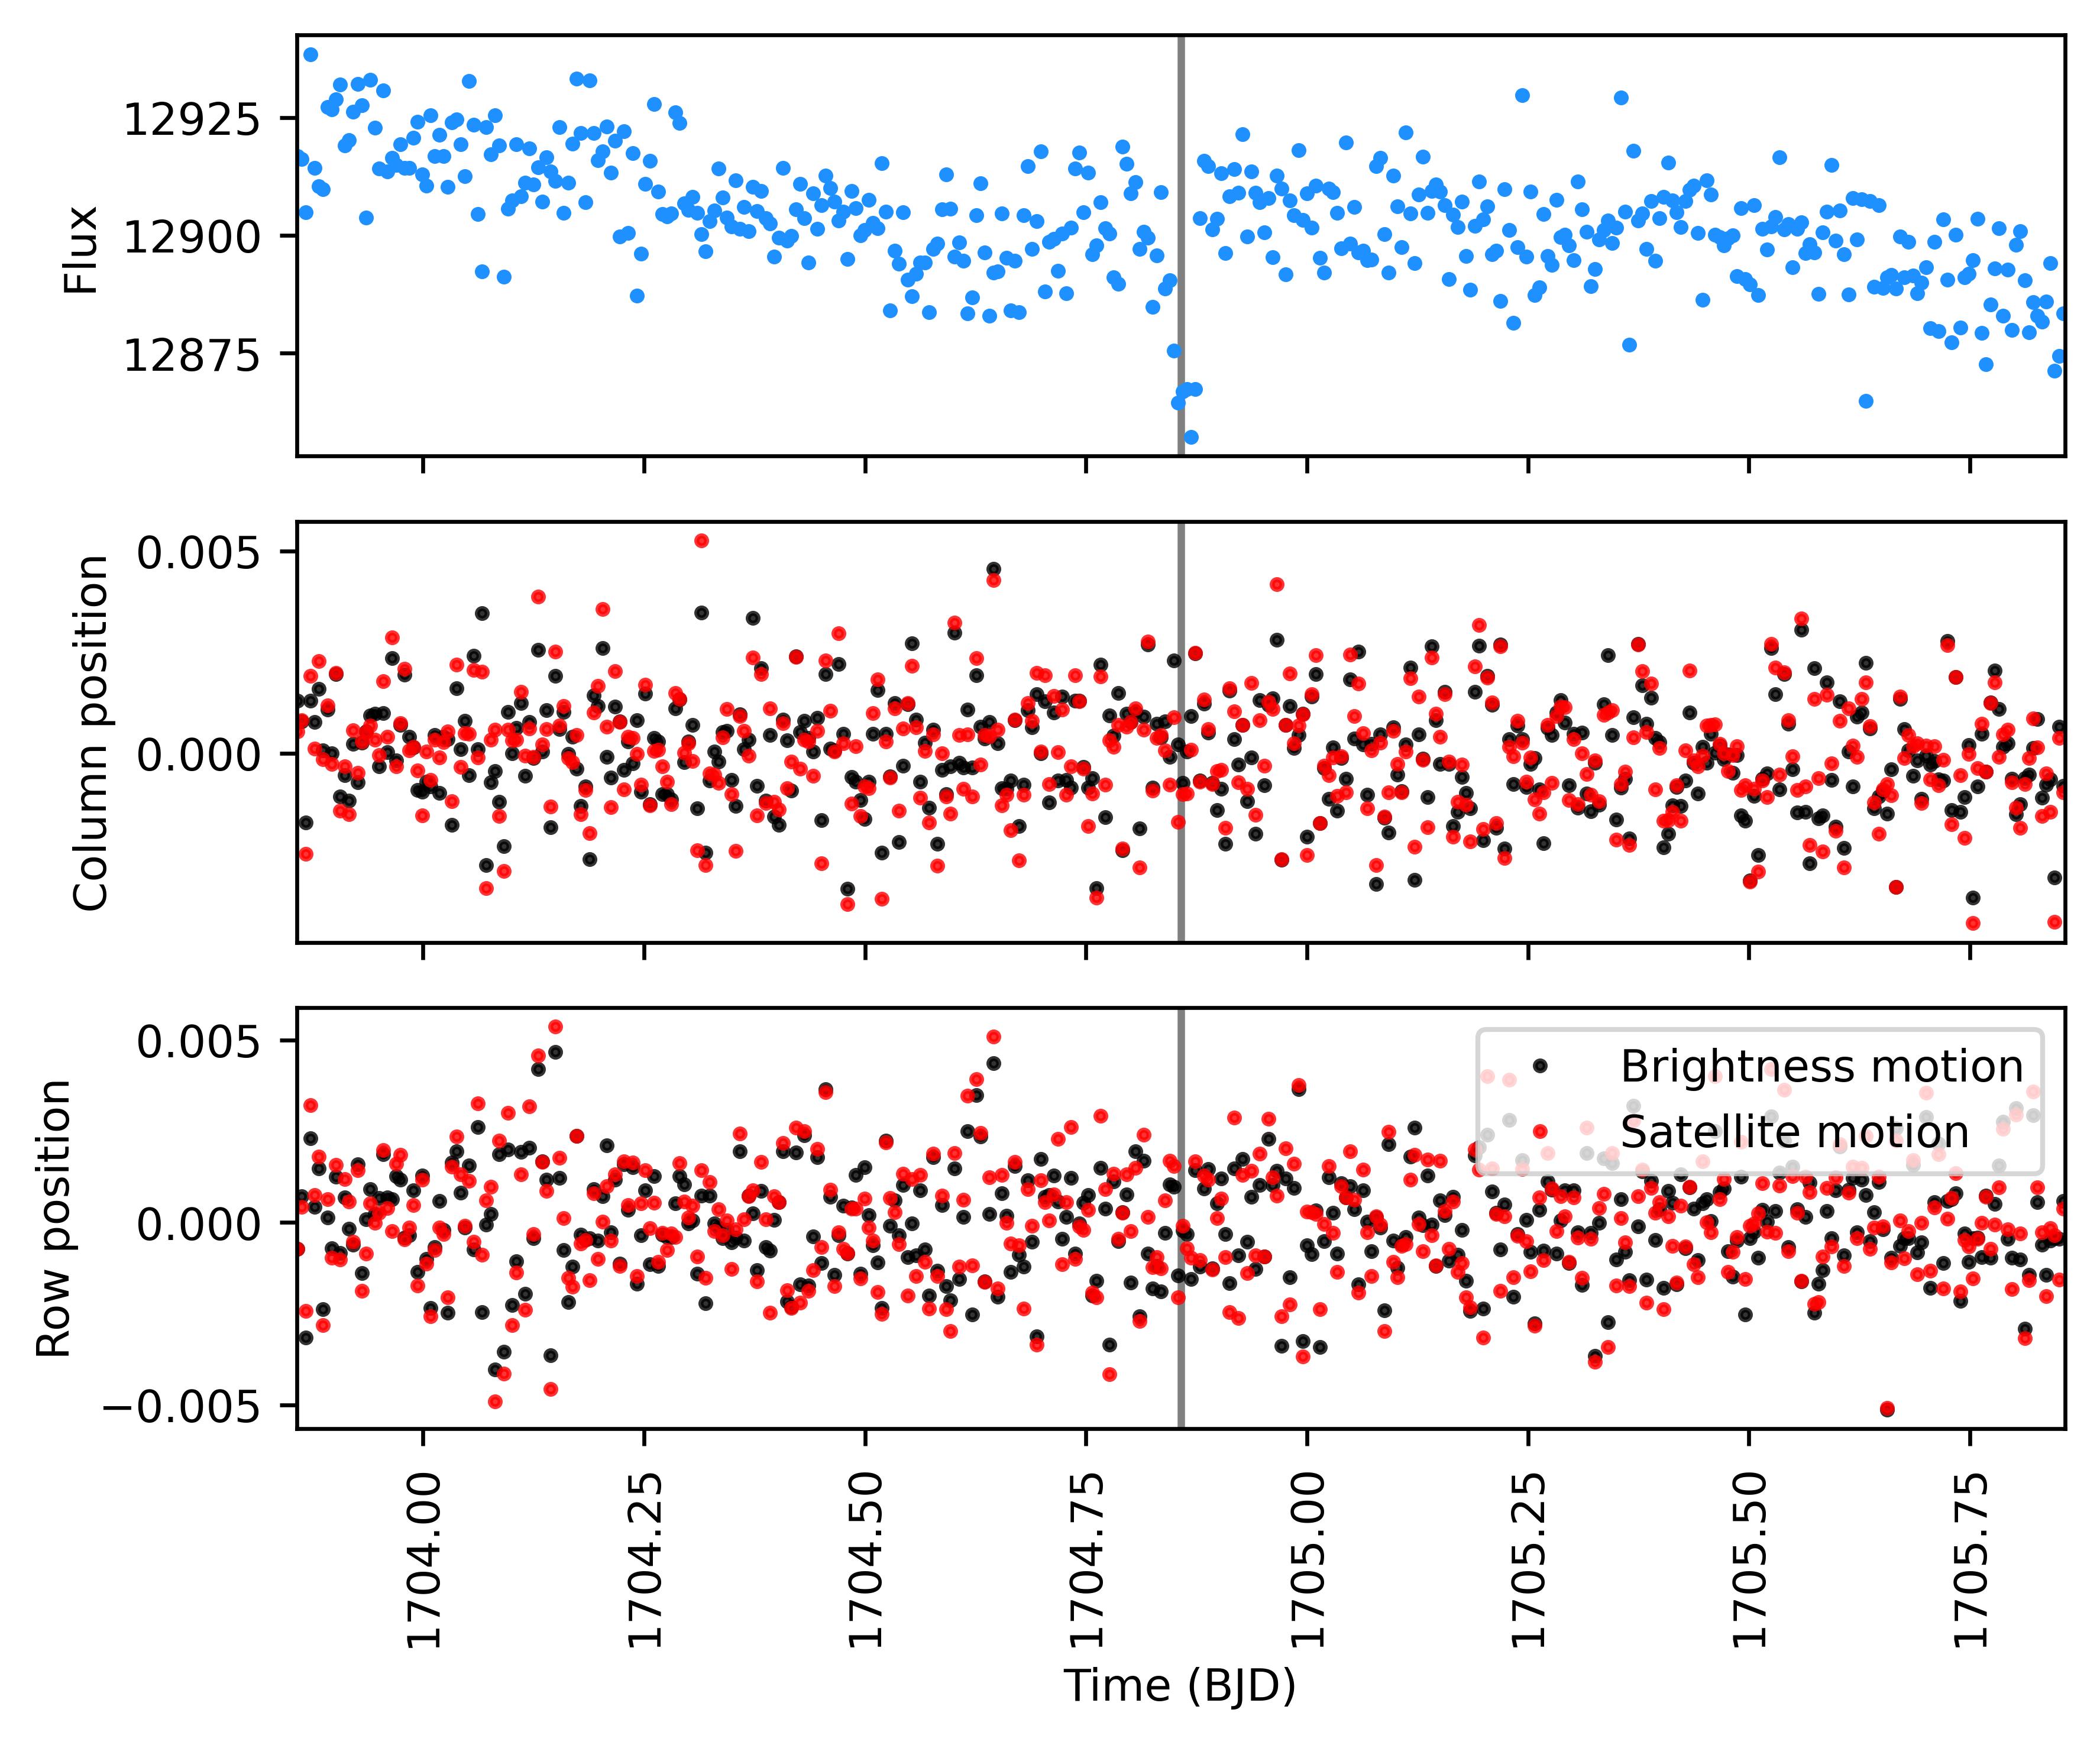 12925
12900
12875
Flux
0.005
0.000
Column position
0.005
0.000
−0.005
Row position
Brightness motion
Satellite motion
1704.00
1704.25
1704.50
1704.75
1705.00
1705.25
1705.50
1705.75
Time (BJD)